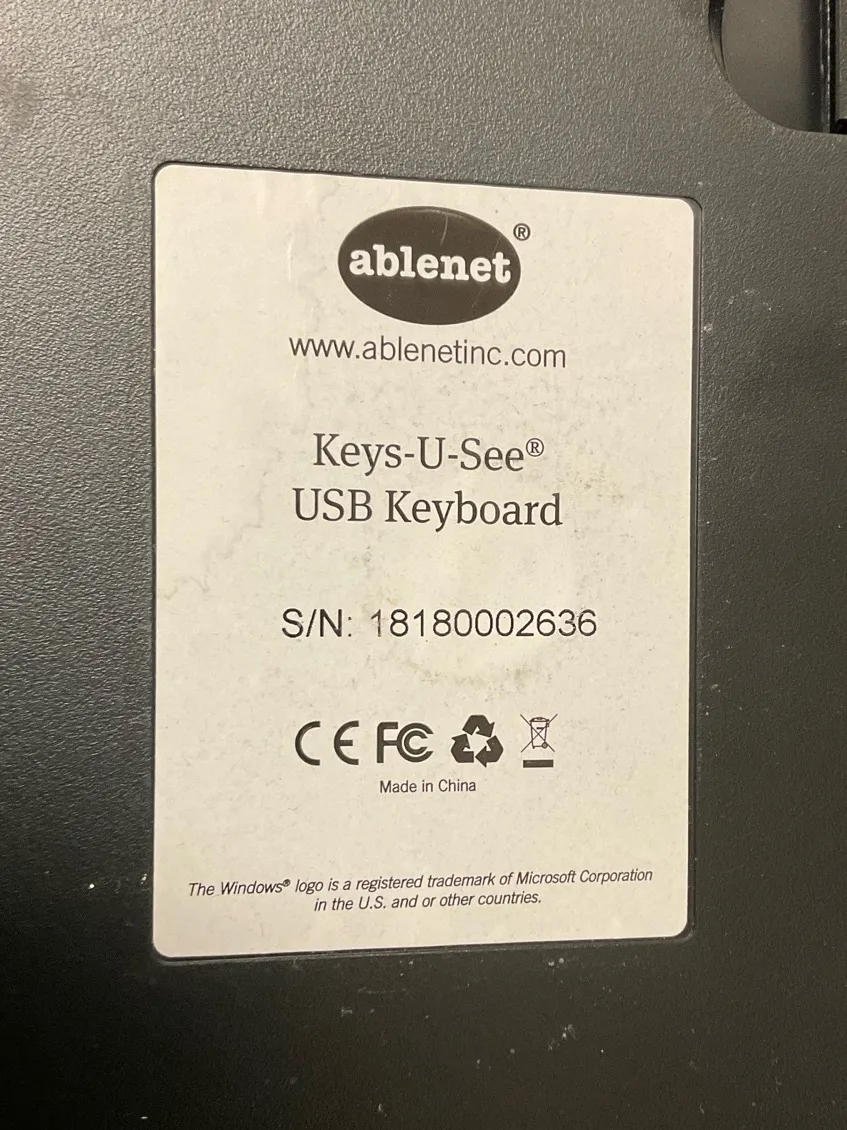 ablenet®
www.ablenetinc.com
Keys-U-See®
USB Keyboard
S/N: 18180002636
CE FC
Made in China
The Windows® logo is a registered trademark of Microsoft Corporation
in the U.S. and or other countries.